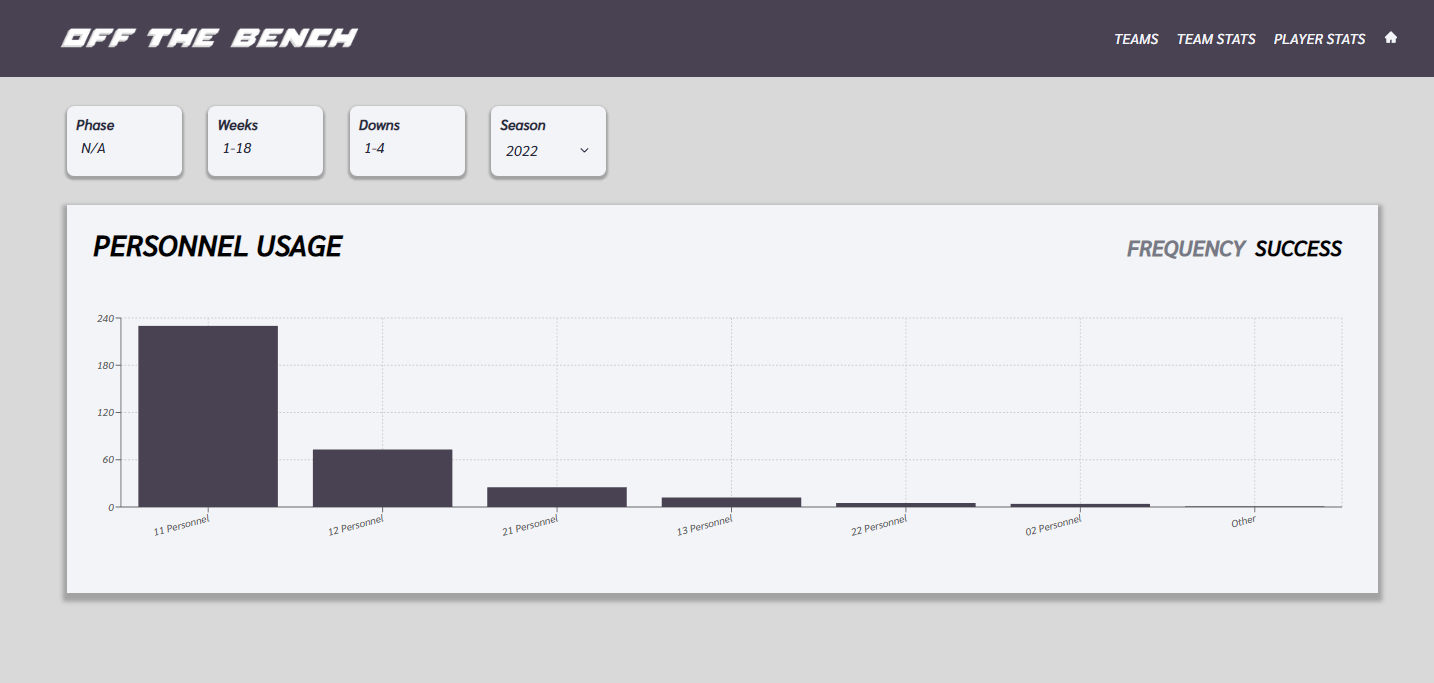 OFF THE BENCH
TEAMS TEAM STATS PLAYER STATS
Phase
N/A
Weeks
1-18
Downs
1-4
Season
2022
PERSONNEL USAGE
FREQUENCY SUCCESS
240
180
120
60
0
11 Personnel
12 Personnel
21 Personnel
13 Personnel
22 Personnel
02 Personnel
Other